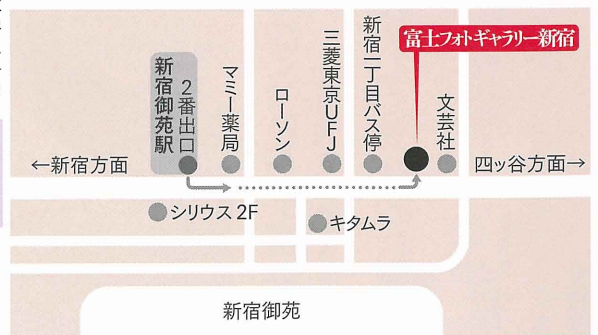 富士フォトギャラリー新宿
新宿御苑駅
2番出口
マミー薬局
ローソン
三菱東京UFJ
新宿一丁目バス停
文芸社
←新宿方面
四ッ谷方面→
シリウス 2F
キタムラ
新宿御苑